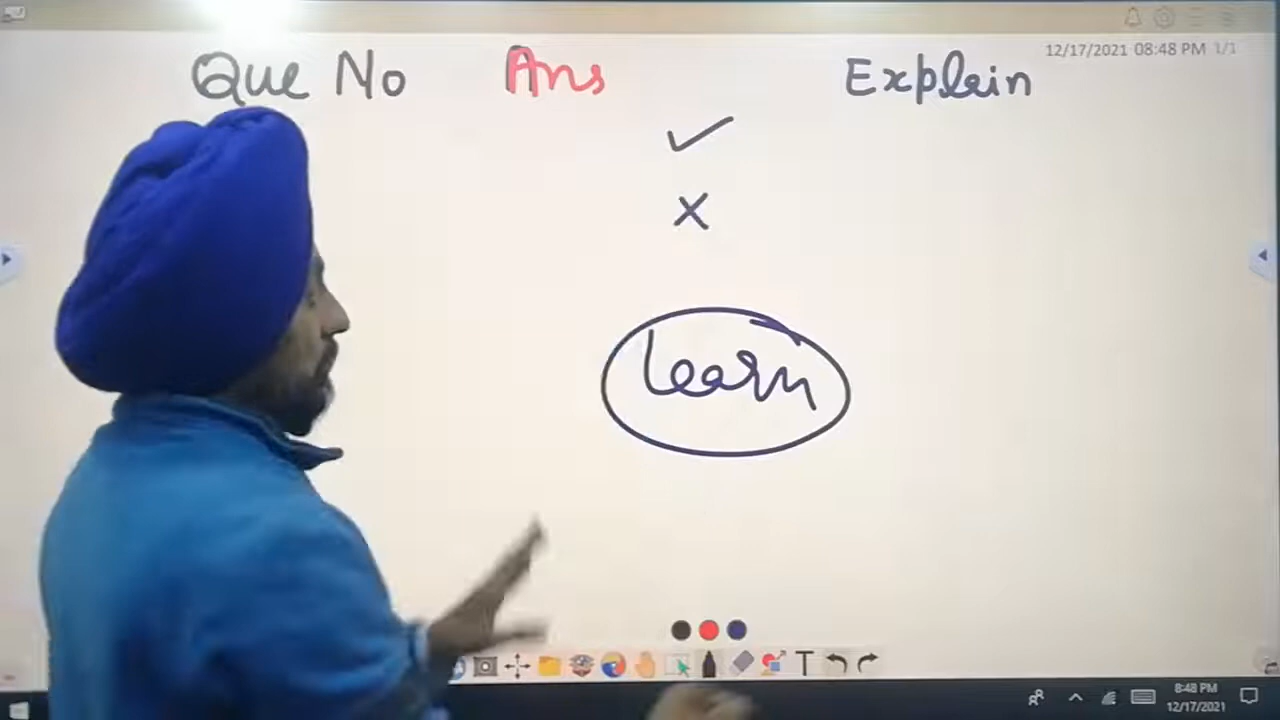 12/17/2021 08:48 PM 1/1
Que No Ans Explain
learn
T
8:48 PM
12/17/2021